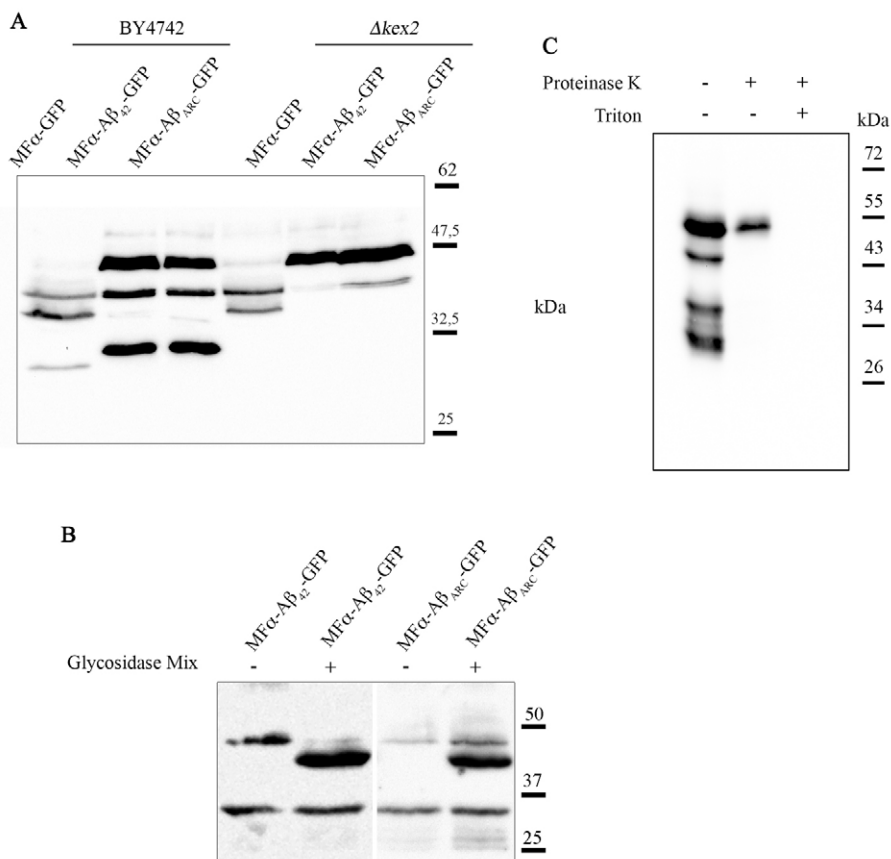 A
BY4742
Δkex2
MFα-GFP
MFα-Aβ42-GFP
MFα-AβARC-GFP
MFα-GFP
MFα-Aβ42-GFP
MFα-AβARC-GFP
62
47,5
32,5
25
kDa
C
Proteinase K - + +
Triton - - +
kDa
72
55
43
34
26
B
MFα-Aβ42-GFP
MFα-Aβ42-GFP
MFα-AβARC-GFP
MFα-AβARC-GFP
Glycosidase Mix - + - +
50
37
25